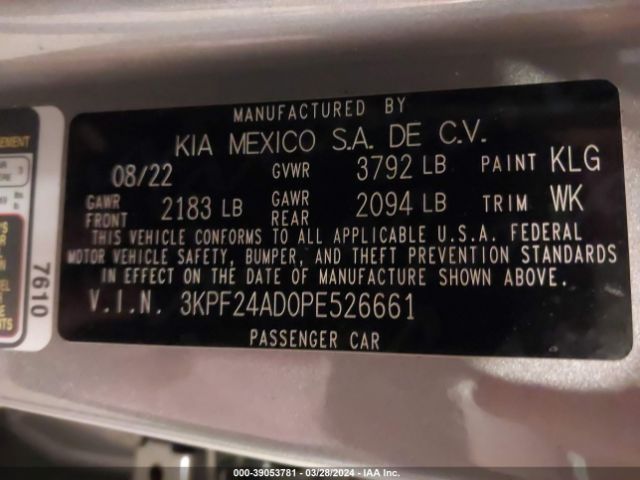 MANUFACTURED BY
KIA MEXICO S.A. DE C.V.
08/22 GVWR 3792 LB PAINT KLG
GAWR FRONT 2183 LB GAWR REAR 2094 LB TRIM WK
THIS VEHICLE CONFORMS TO ALL APPLICABLE U.S.A. FEDERAL
MOTOR VEHICLE SAFETY, BUMPER, AND THEFT PREVENTION STANDARDS
IN EFFECT ON THE DATE OF MANUFACTURE SHOWN ABOVE.
V.I.N. 3KPF24AD0PE526661
PASSENGER CAR
7610
000-39053781 - 03/28/2024 - IAA Inc.